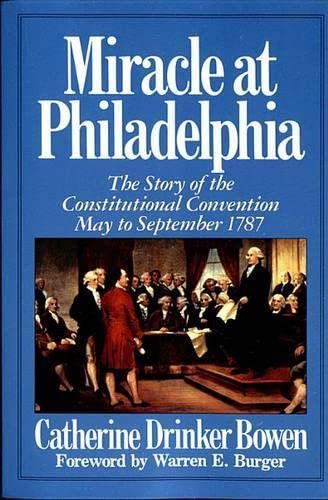 Miracle at
Philadelphia
The Story of the
Constitutional Convention
May to September 1787
Catherine Drinker Bowen
Foreword by Warren E. Burger